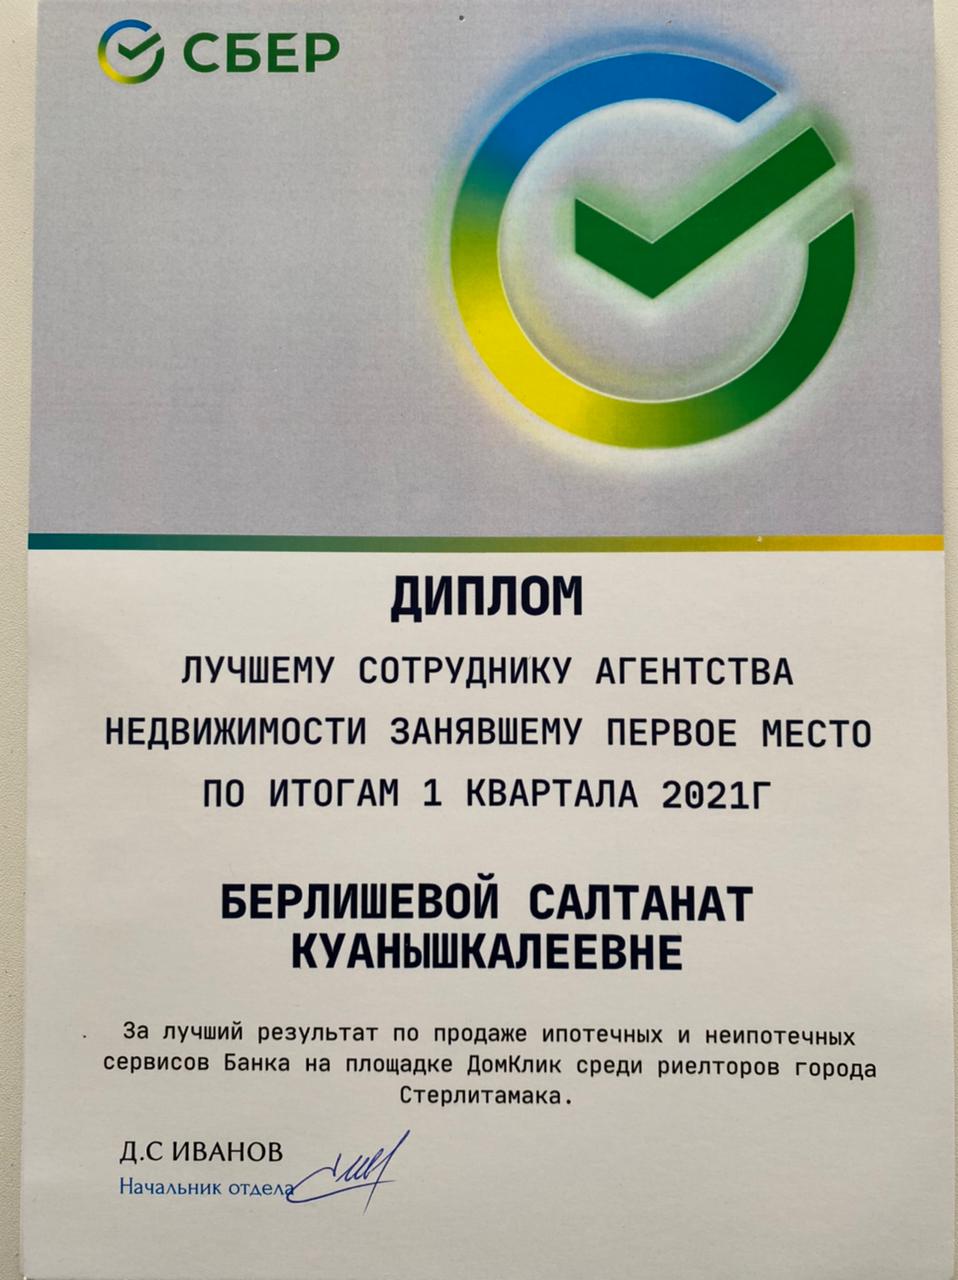 СБЕР
ДИПЛОМ
ЛУЧШЕМУ СОТРУДНИКУ АГЕНТСТВА
НЕДВИЖИМОСТИ ЗАНЯВШЕМУ ПЕРВОЕ МЕСТО
ПО ИТОГАМ 1 КВАРТАЛА 2021Г
БЕРЛИШЕВОЙ САЛТАНАТ
КУАНЫШКАЛЕЕВНЕ
За лучший результат по продаже ипотечных и неипотечных
сервисов Банка на площадке ДомКлик среди риелторов города
Стерлитамака.
Д.С ИВАНОВ
Начальник отдела